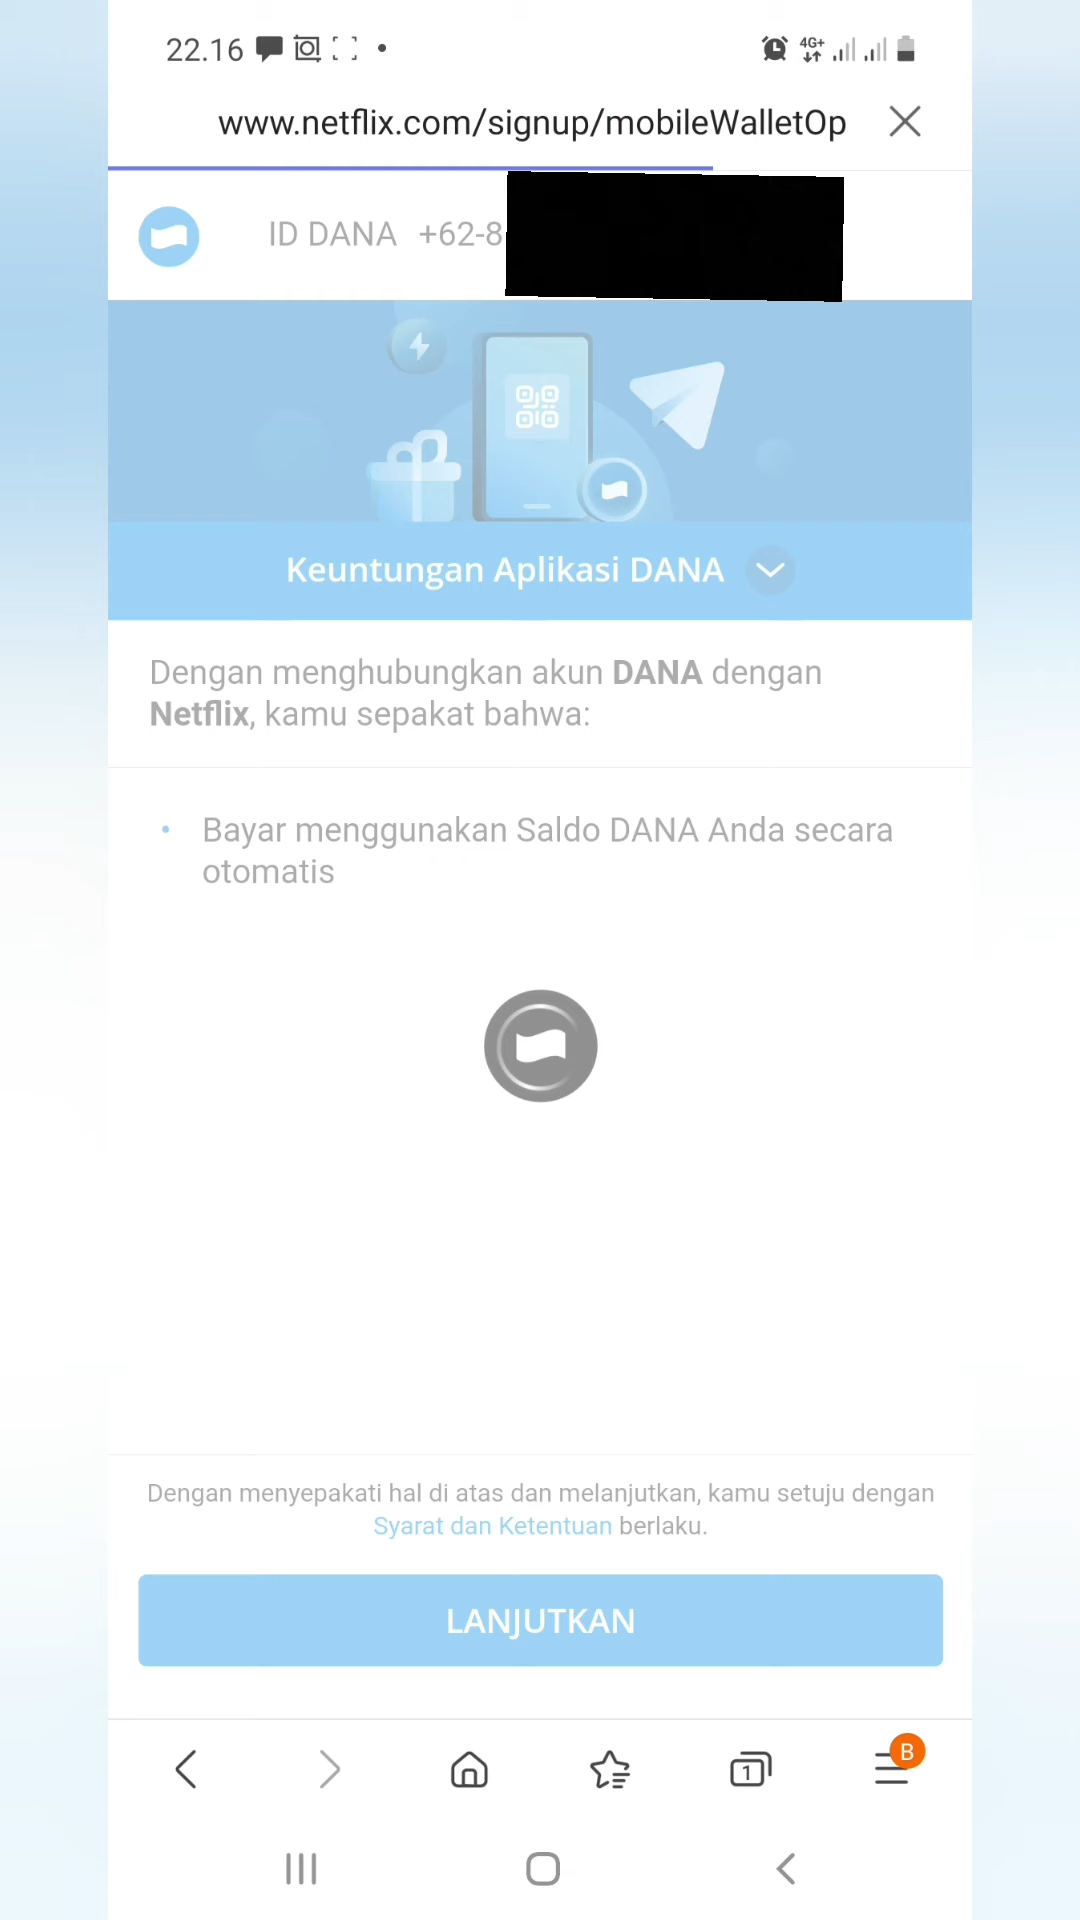 22.16
4G+
www.netflix.com/signup/mobileWalletOp
ID DANA +62-8
Keuntungan Aplikasi DANA
Dengan menghubungkan akun DANA dengan
Netflix, kamu sepakat bahwa:
• Bayar menggunakan Saldo DANA Anda secara
otomatis
Dengan menyepakati hal di atas dan melanjutkan, kamu setuju dengan
Syarat dan Ketentuan berlaku.
LANJUTKAN
1
B